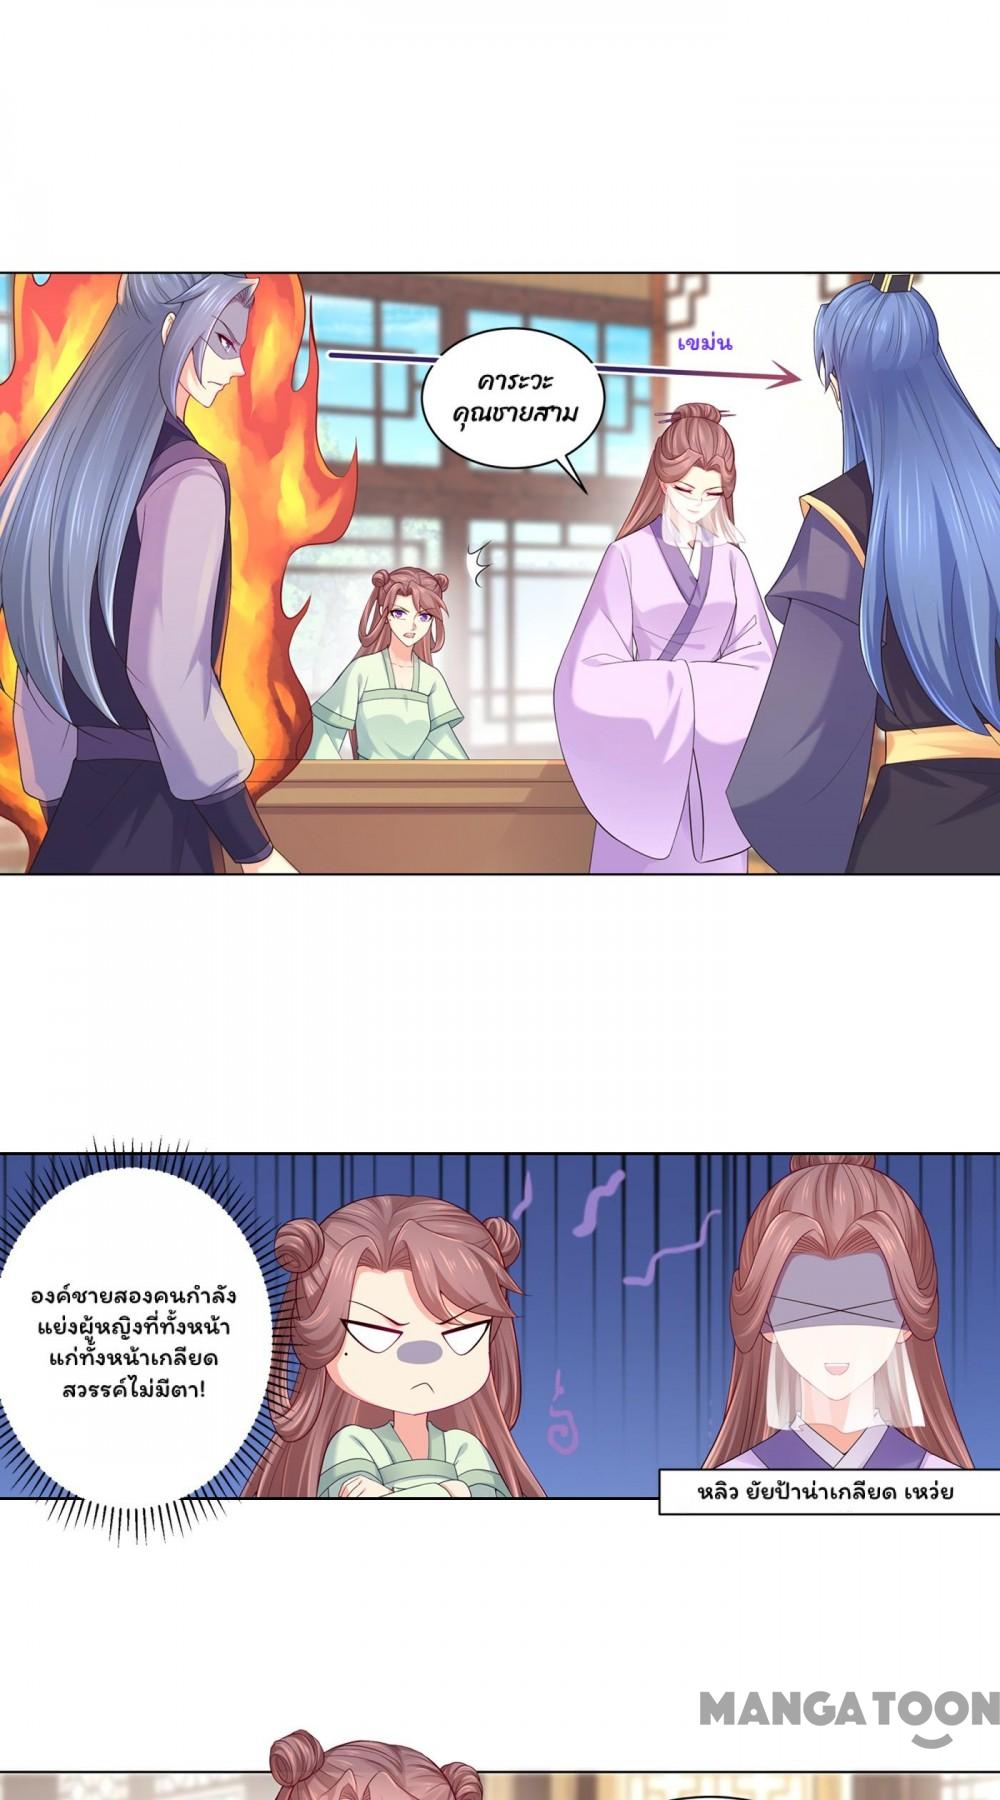 เขม่น
คาระวะ
คุณชายสาม
องค์ชายสองคนกำลัง
แย่งผู้หญิงที่ทั้งหน้า
แก่ทั้งหน้าเกลียด
สวรรค์ไม่มีตา!
หลิว ยัยป้าน่าเกลียด เหว่ย
MANGATOON